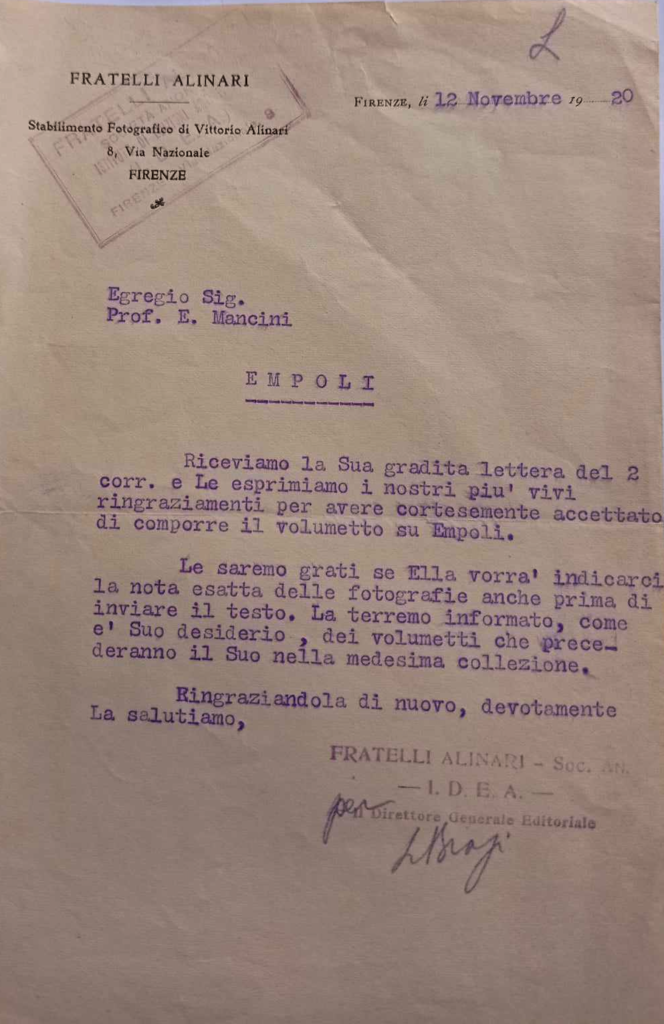 L
FRATELLI ALINARI
FIRENZE, li 12 Novembre 19 20
Stabilimento Fotografico di Vittorio Alinari
8, Via Nazionale
FIRENZE
Egregio Sig.
Prof. E. Mancini
EMPOLI
Riceviamo la Sua gradita lettera del 2
corr. e Le esprimiamo i nostri piu' vivi
ringraziamenti per avere cortesemente accettato
di comporre il volumetto su Empoli.
Le saremo grati se Ella vorra' indicarci
la nota esatta delle fotografie anche prima di
inviare il testo. La terremo informato, come
e' Suo desiderio , dei volumetti che prece-
deranno il Suo nella medesima collezione.
Ringraziandola di nuovo, devotamente
La salutiamo,
FRATELLI ALINARI - Soc. AN.
— I. D. E. A. —
per Il Direttore Generale Editoriale